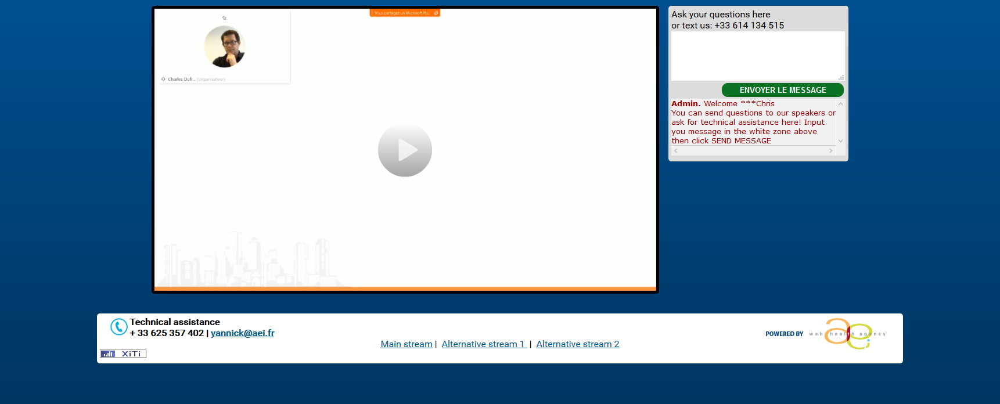 Vous partagez un Microsoft Po...
Charles Dufr... (Organisateur)
Ask your questions here
or text us: +33 614 134 515
ENVOYER LE MESSAGE
Admin. Welcome ***Chris
You can send questions to our speakers or
ask for technical assistance here! Input
you message in the white zone above
then click SEND MESSAGE
Technical assistance
+ 33 625 357 402 | yannick@aei.fr
XiTi
Main stream | Alternative stream 1 | Alternative stream 2
POWERED BY
web health agency
aei